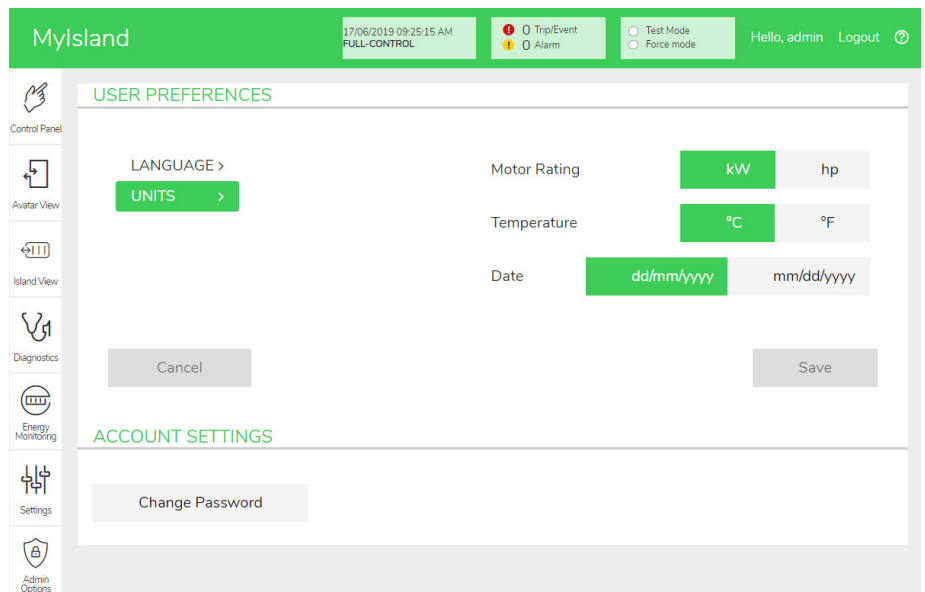 MyIsland
17/06/2019 09:25:15 AM
FULL-CONTROL
0 Trip/Event
0 Alarm
Test Mode
Force mode
Hello, admin
Logout
?
Control Panel
Avatar View
Island View
Diagnostics
Energy
Monitoring
Settings
Admin
Options
USER PREFERENCES
LANGUAGE >
UNITS >
Motor Rating kW hp
Temperature °C °F
Date dd/mm/yyyy mm/dd/yyyy
Cancel Save
ACCOUNT SETTINGS
Change Password